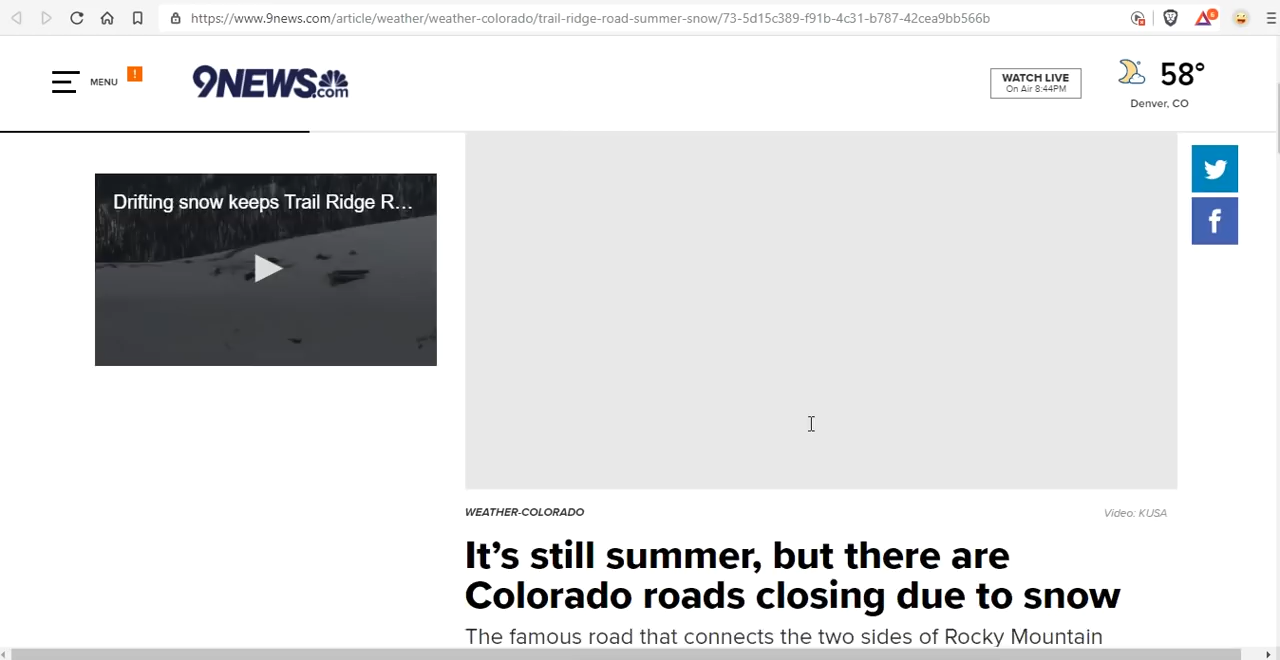 https://www.9news.com/article/weather/weather-colorado/trail-ridge-road-summer-snow/73-5d15c389-f91b-4c31-b787-42cea9bb566b
6
MENU
!
9NEWS.com
WATCH LIVE
On Air 8:44PM
58°
Denver, CO
Drifting snow keeps Trail Ridge R...
f
WEATHER-COLORADO
Video: KUSA
It’s still summer, but there are
Colorado roads closing due to snow
The famous road that connects the two sides of Rocky Mountain